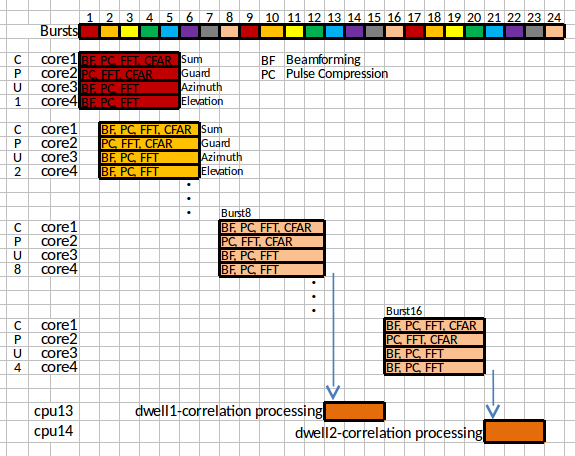 1 2 3 4 5 6 7 8 9 10 11 12 13 14 15 16 17 18 19 20 21 22 23 24
Bursts
C core1 BF, PC, FFT, CFAR Sum BF Beamforming
P core2 PC, FFT, CFAR Guard PC Pulse Compression
U core3 BF, PC, FFT Azimuth
1 core4 BF, PC, FFT Elevation
C core1 BF, PC, FFT, CFAR Sum
P core2 PC, FFT, CFAR Guard
U core3 BF, PC, FFT Azimuth
2 core4 BF, PC, FFT Elevation
Burst8
C core1 BF, PC, FFT, CFAR
P core2 PC, FFT, CFAR
U core3 BF, PC, FFT
8 core4 BF, PC, FFT
Burst16
C core1 BF, PC, FFT, CFAR
P core2 PC, FFT, CFAR
U core3 BF, PC, FFT
4 core4 BF, PC, FFT
cpu13 dwell1-correlation processing
cpu14 dwell2-correlation processing